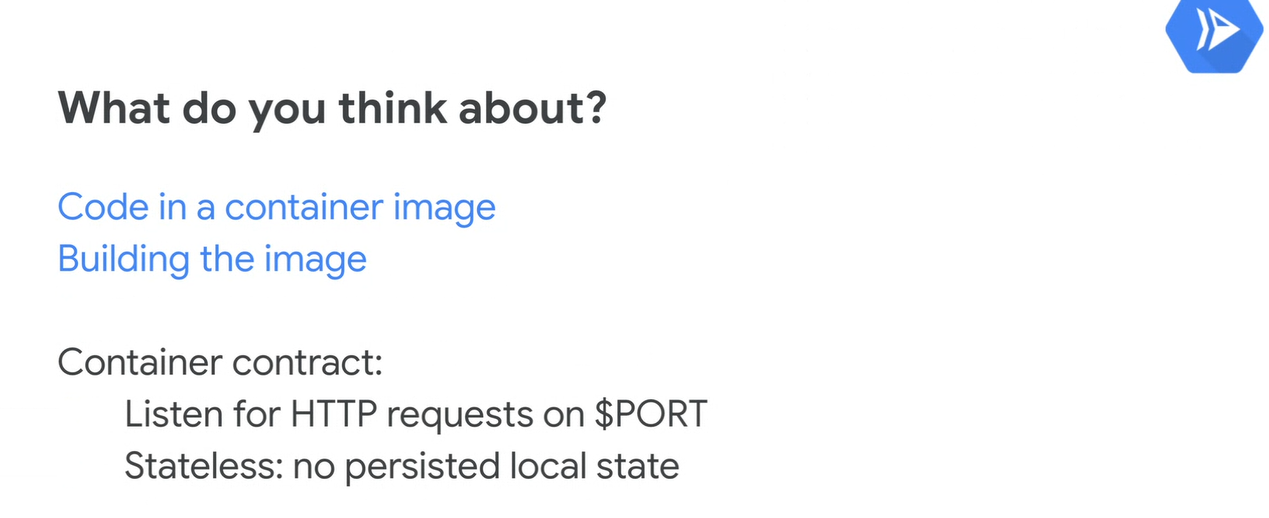 What do you think about?
Code in a container image
Building the image
Container contract:
Listen for HTTP requests on $PORT
Stateless: no persisted local state